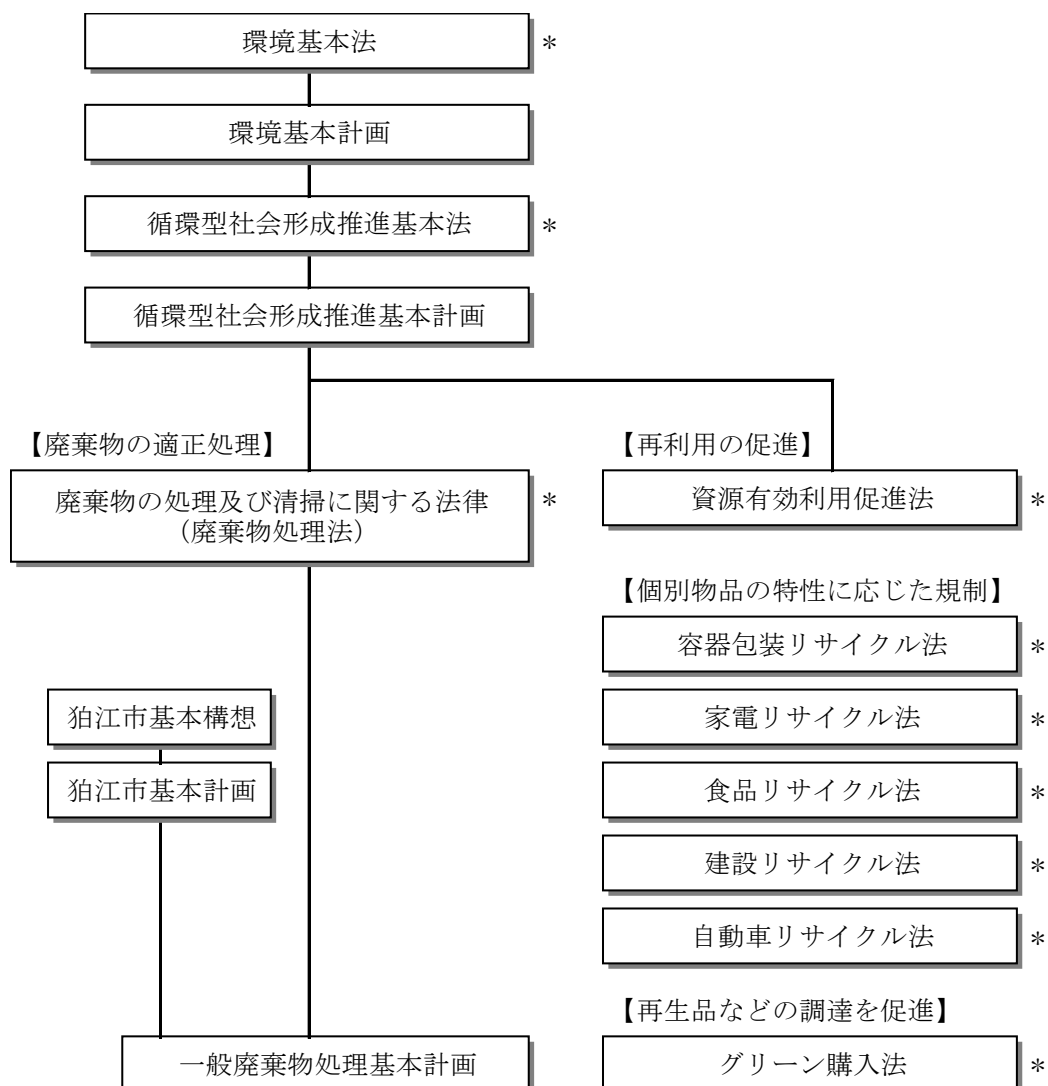 環境基本法 *
環境基本計画
循環型社会形成推進基本法 *
循環型社会形成推進基本計画
【廃棄物の適正処理】
廃棄物の処理及び清掃に関する法律 *
(廃棄物処理法)
狛江市基本構想
狛江市基本計画
一般廃棄物処理基本計画
【再利用の促進】
資源有効利用促進法 *
【個別物品の特性に応じた規制】
容器包装リサイクル法 *
家電リサイクル法 *
食品リサイクル法 *
建設リサイクル法 *
自動車リサイクル法 *
【再生品などの調達を促進】
グリーン購入法 *